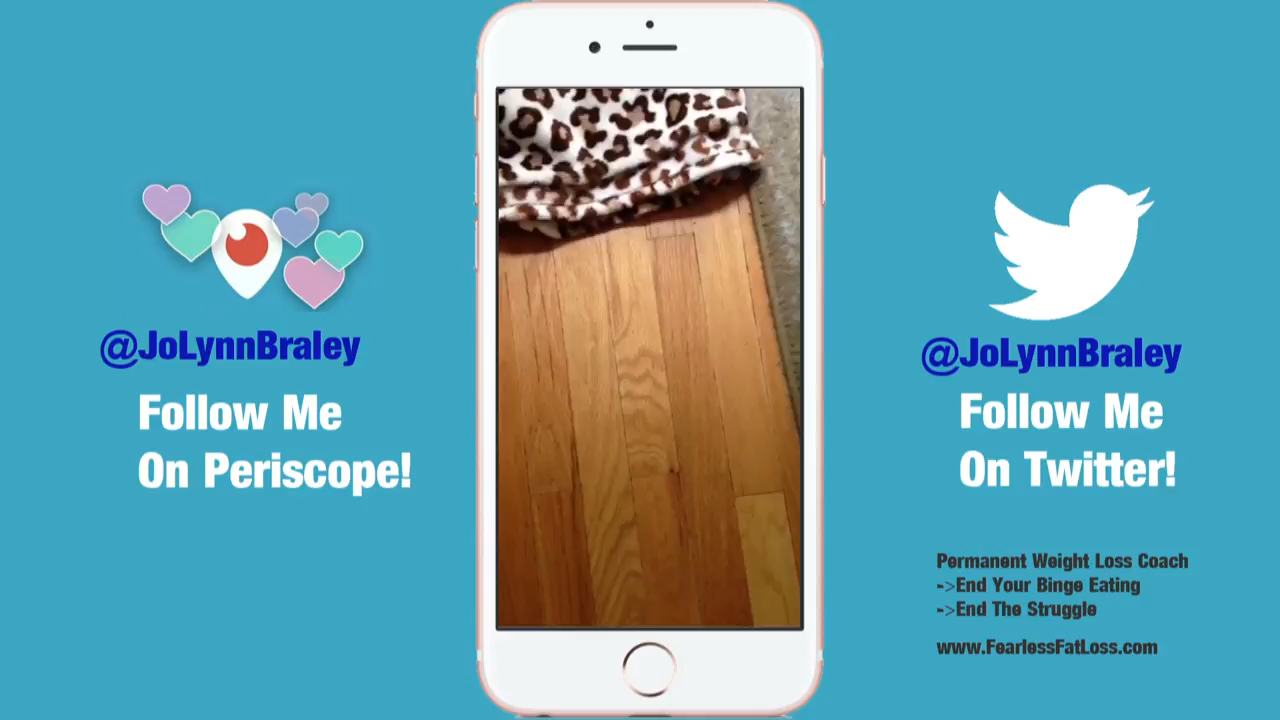 @JoLynnBraley
Follow Me
On Periscope!
@JoLynnBraley
Follow Me
On Twitter!
Permanent Weight Loss Coach
->End Your Binge Eating
->End The Struggle
www.FearlessFatLoss.com